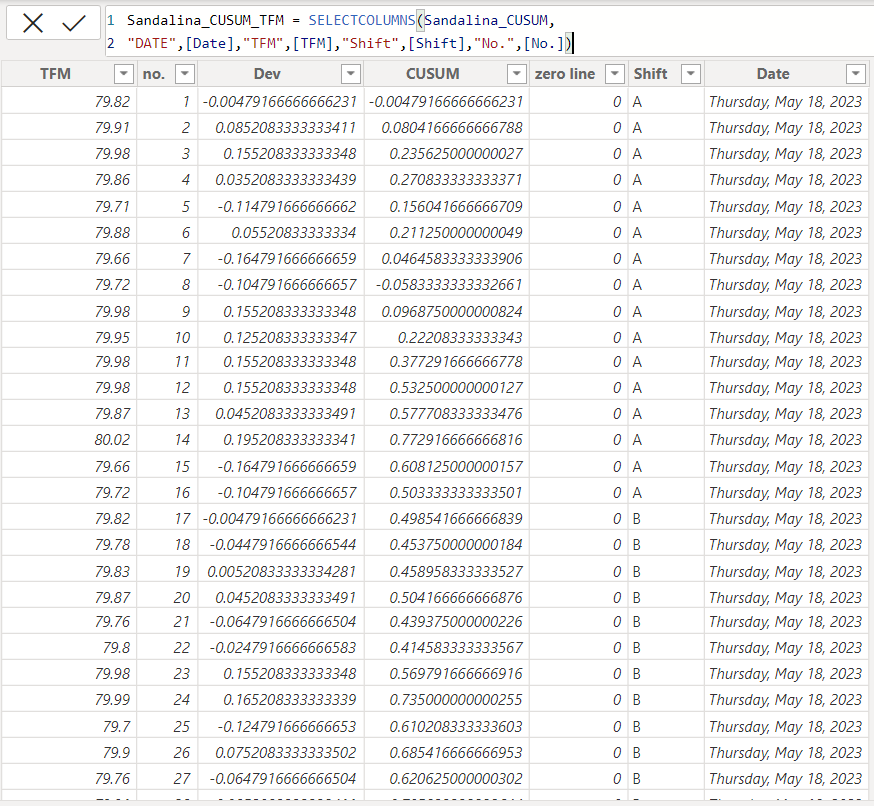 1 Sandalina_CUSUM_TFM = SELECTCOLUMNS(Sandalina_CUSUM,
2 "DATE",[Date],"TFM",[TFM],"Shift",[Shift],"No.",[No.])
TFM no. Dev CUSUM zero line Shift Date
79.82 1 -0.00479166666666231 -0.00479166666666231 0 A Thursday, May 18, 2023
79.91 2 0.0852083333333411 0.0804166666666788 0 A Thursday, May 18, 2023
79.98 3 0.155208333333348 0.235625000000027 0 A Thursday, May 18, 2023
79.86 4 0.0352083333333439 0.270833333333371 0 A Thursday, May 18, 2023
79.71 5 -0.114791666666662 0.156041666666709 0 A Thursday, May 18, 2023
79.88 6 0.05520833333334 0.211250000000049 0 A Thursday, May 18, 2023
79.66 7 -0.164791666666659 0.0464583333333906 0 A Thursday, May 18, 2023
79.72 8 -0.104791666666657 -0.0583333333332661 0 A Thursday, May 18, 2023
79.98 9 0.155208333333348 0.0968750000000824 0 A Thursday, May 18, 2023
79.95 10 0.125208333333347 0.22208333333343 0 A Thursday, May 18, 2023
79.98 11 0.155208333333348 0.377291666666778 0 A Thursday, May 18, 2023
79.98 12 0.155208333333348 0.532500000000127 0 A Thursday, May 18, 2023
79.87 13 0.0452083333333491 0.577708333333476 0 A Thursday, May 18, 2023
80.02 14 0.195208333333341 0.772916666666816 0 A Thursday, May 18, 2023
79.66 15 -0.164791666666659 0.608125000000157 0 A Thursday, May 18, 2023
79.72 16 -0.104791666666657 0.503333333333501 0 A Thursday, May 18, 2023
79.82 17 -0.00479166666666231 0.498541666666839 0 B Thursday, May 18, 2023
79.78 18 -0.0447916666666544 0.453750000000184 0 B Thursday, May 18, 2023
79.83 19 0.00520833333334281 0.458958333333527 0 B Thursday, May 18, 2023
79.87 20 0.0452083333333491 0.504166666666876 0 B Thursday, May 18, 2023
79.76 21 -0.0647916666666504 0.439375000000226 0 B Thursday, May 18, 2023
79.8 22 -0.0247916666666583 0.414583333333567 0 B Thursday, May 18, 2023
79.98 23 0.155208333333348 0.569791666666916 0 B Thursday, May 18, 2023
79.99 24 0.165208333333339 0.735000000000255 0 B Thursday, May 18, 2023
79.7 25 -0.124791666666653 0.610208333333603 0 B Thursday, May 18, 2023
79.9 26 0.0752083333333502 0.685416666666953 0 B Thursday, May 18, 2023
79.76 27 -0.0647916666666504 0.620625000000302 0 B Thursday, May 18, 2023